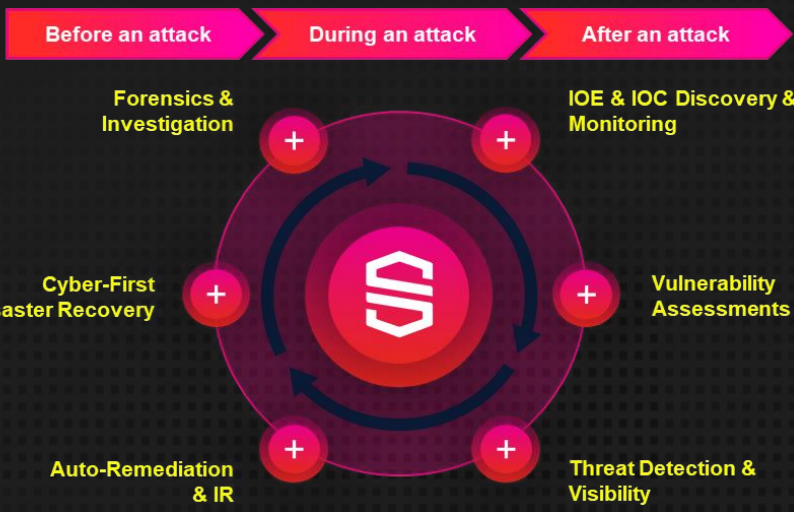 Before an attack
During an attack
After an attack
Forensics &
Investigation
IOE & IOC Discovery &
Monitoring
Cyber-First
aster Recovery
Vulnerability
Assessments
Auto-Remediation
& IR
Threat Detection &
Visibility